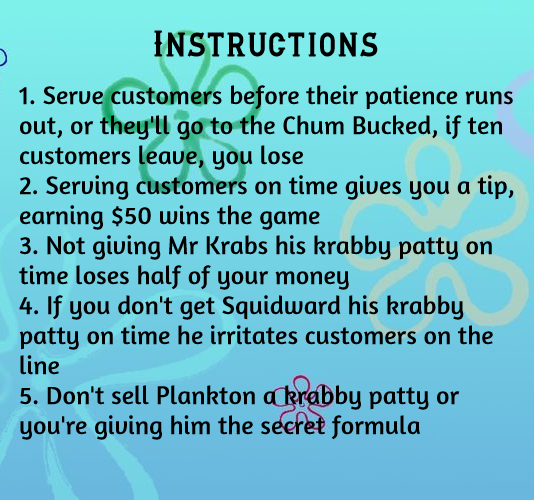 Instructions
1. Serve customers before their patience runs
out, or they'll go to the Chum Bucked, if ten
customers leave, you lose
2. Serving customers on time gives you a tip,
earning $50 wins the game
3. Not giving Mr Krabs his krabby patty on
time loses half of your money
4. If you don't get Squidward his krabby
patty on time he irritates customers on the
line
5. Don't sell Plankton a krabby patty or
you're giving him the secret formula